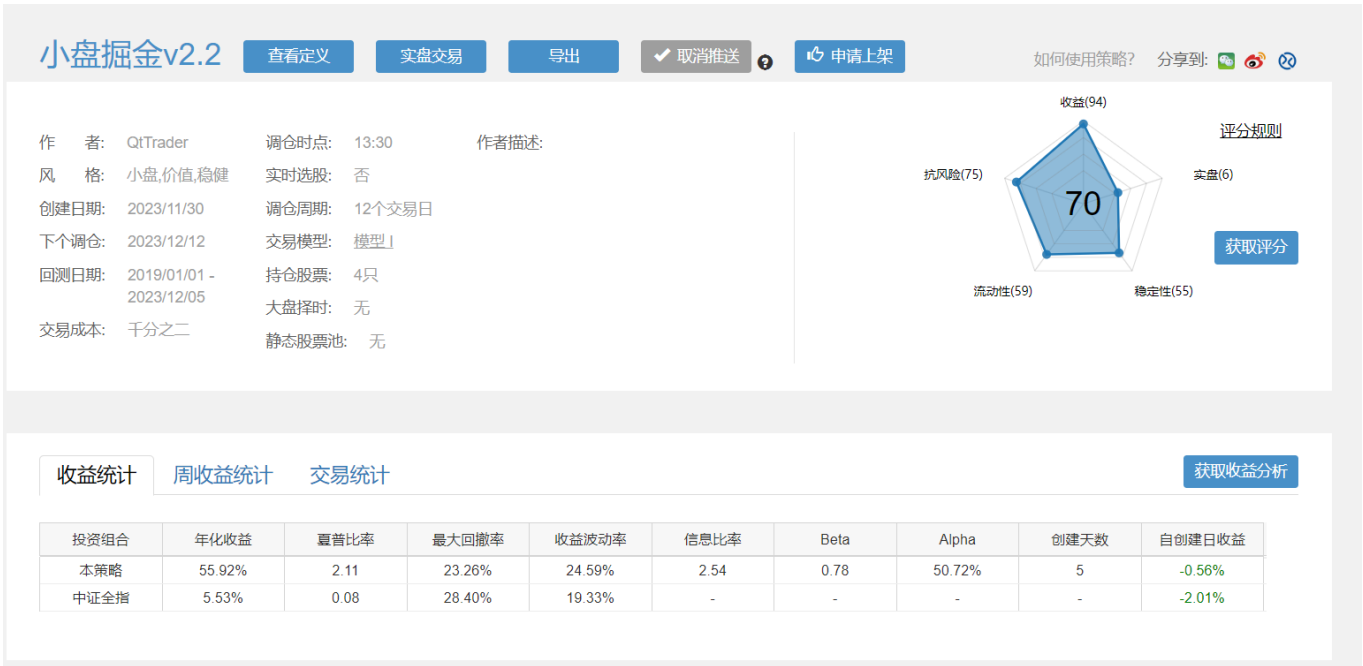 小盘掘金v2.2 查看定义 实盘交易 导出 取消推送 ? 申请上架 如何使用策略? 分享到:
作 者: QtTrader 调仓时点: 13:30 作者描述:
风 格: 小盘,价值,稳健 实时选股: 否
创建日期: 2023/11/30 调仓周期: 12个交易日
下个调仓: 2023/12/12 交易模型: 模型 I
回测日期: 2019/01/01 - 持仓股票: 4只
2023/12/05
大盘择时: 无
交易成本: 千分之二
静态股票池: 无
收益(94)
评分规则
抗风险(75) 实盘(6)
70
获取评分
流动性(59) 稳定性(55)
收益统计 周收益统计 交易统计 获取收益分析
投资组合 年化收益 夏普比率 最大回撤率 收益波动率 信息比率 Beta Alpha 创建天数 自创建日收益
本策略 55.92% 2.11 23.26% 24.59% 2.54 0.78 50.72% 5 -0.56%
中证全指 5.53% 0.08 28.40% 19.33% - - - - -2.01%